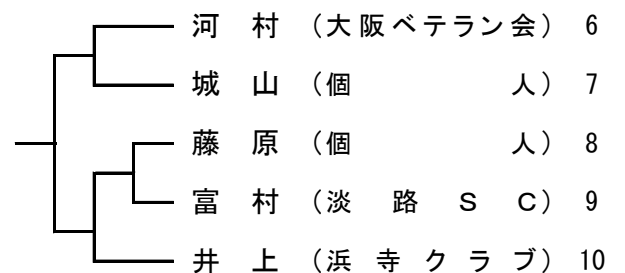 河 村 (大阪ベテラン会) 6
城 山 (個 人) 7
藤 原 (個 人) 8
富 村 (淡 路 S C) 9
井 上 (浜 寺 ク ラ ブ) 10